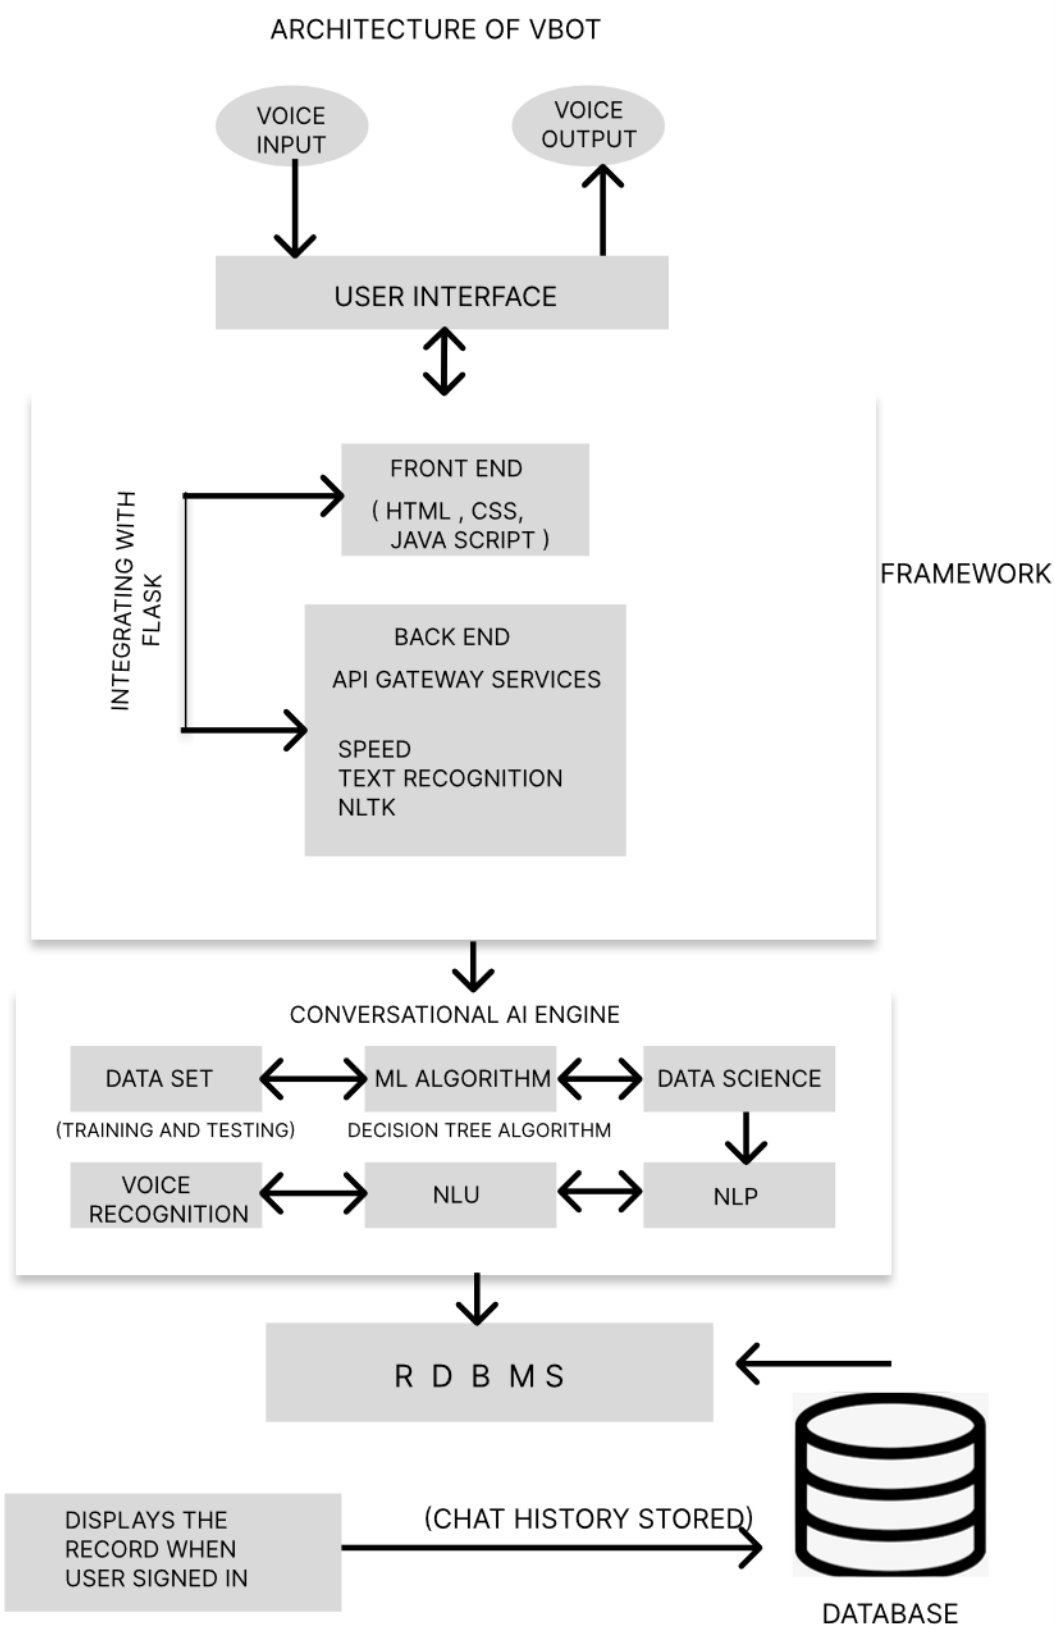 ARCHITECTURE OF VBOT
VOICE
INPUT
VOICE
OUTPUT
USER INTERFACE
FRONT END
( HTML , CSS,
JAVA SCRIPT )
INTEGRATING WITH
FLASK
FRAMEWORK
BACK END
API GATEWAY SERVICES
SPEED
TEXT RECOGNITION
NLTK
CONVERSATIONAL AI ENGINE
DATA SET
ML ALGORITHM
DATA SCIENCE
(TRAINING AND TESTING)
DECISION TREE ALGORITHM
VOICE
RECOGNITION
NLU
NLP
R D B M S
DISPLAYS THE
RECORD WHEN
USER SIGNED IN
(CHAT HISTORY STORED)
DATABASE